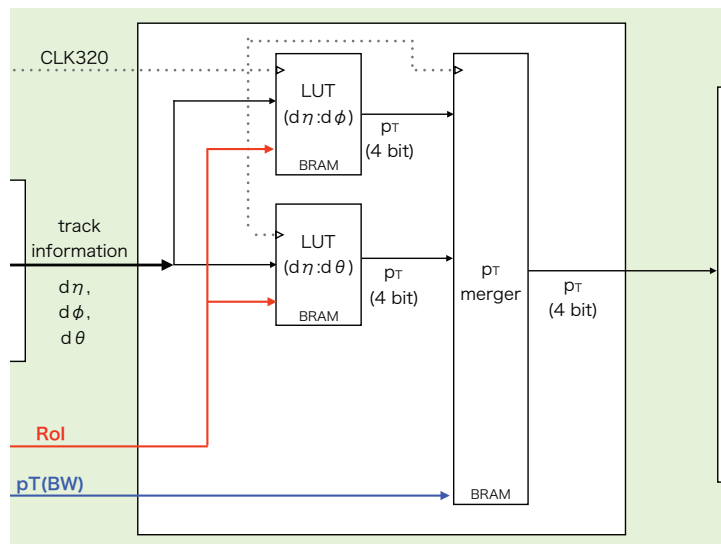 CLK320
LUT
(dη:dφ)
BRAM
pT
(4 bit)
LUT
(dη:dθ)
BRAM
pT
(4 bit)
track
information
dη,
dφ,
dθ
pT
merger
BRAM
pT
(4 bit)
RoI
pT(BW)